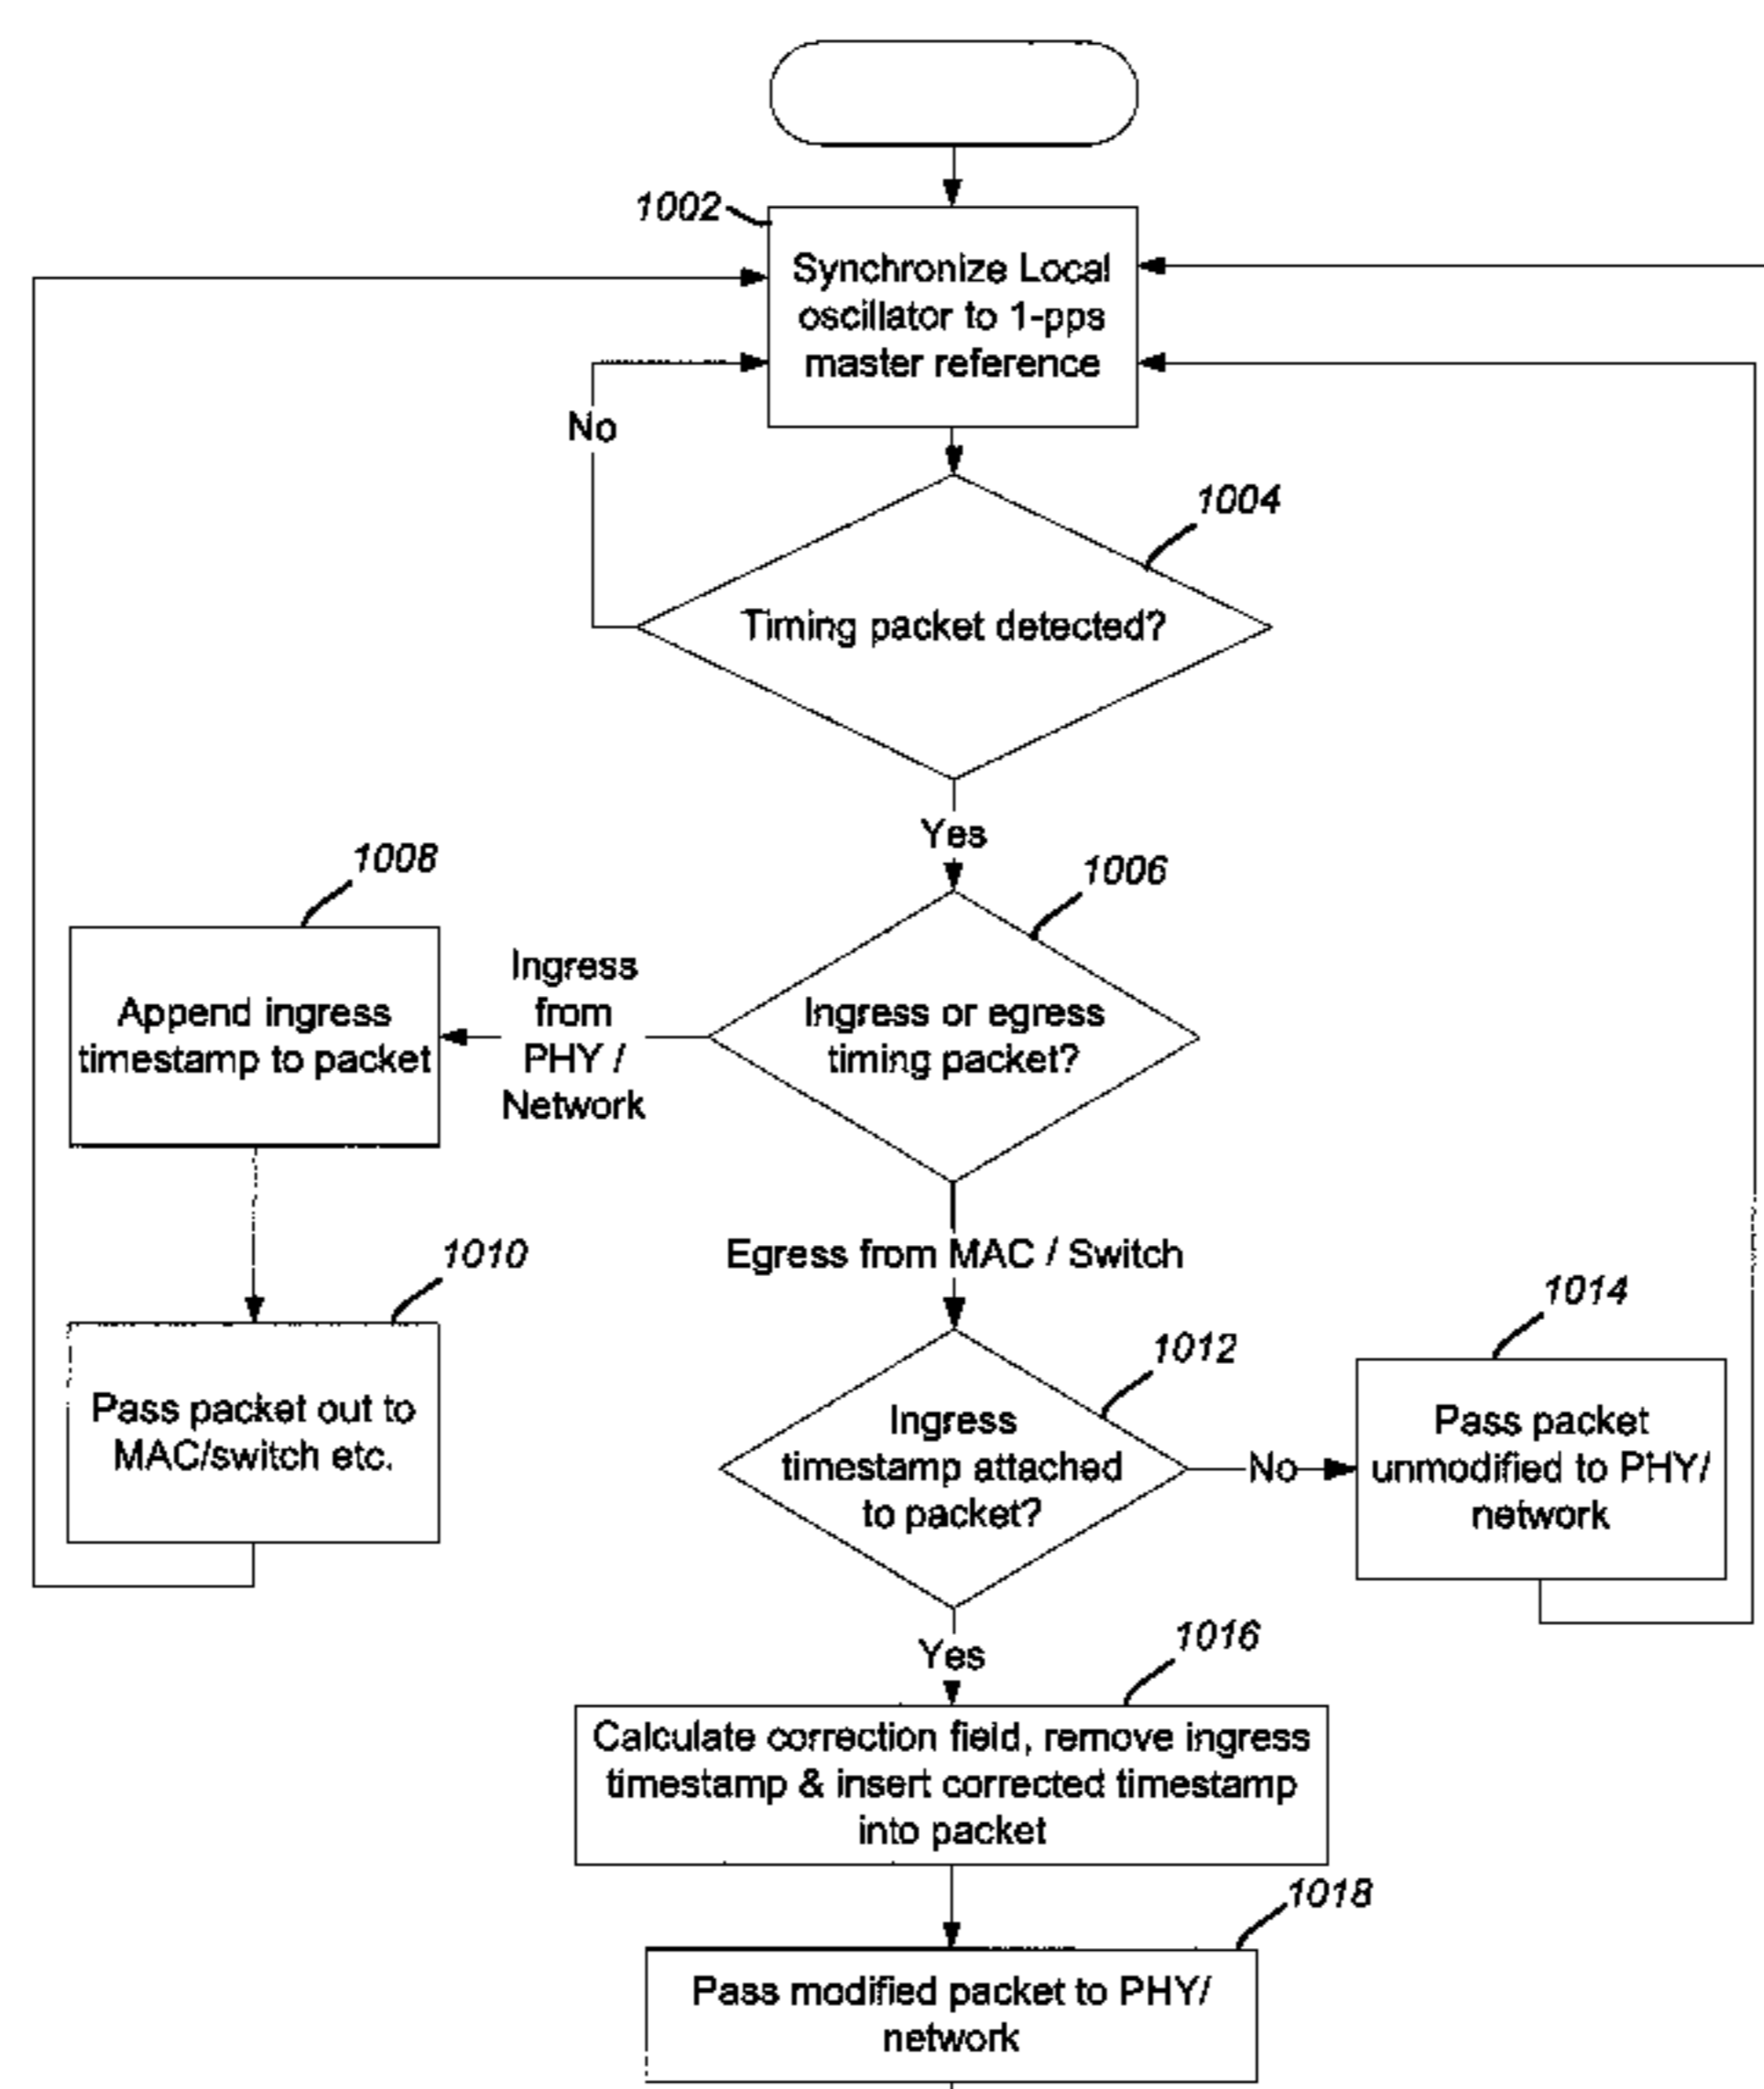 1002
Synchronize Local
oscillator to 1-pps
master reference
No
1004
Timing packet detected?
Yes
1006
1008
Ingress or egress
timing packet?
Ingress
from
PHY /
Network
Append ingress
timestamp to packet
1010
Pass packet out to
MAC/switch etc.
Egress from MAC / Switch
1012
Ingress
timestamp attached
to packet?
No
1014
Pass packet
unmodified to PHY/
network
Yes
1016
Calculate correction field, remove ingress
timestamp & insert corrected timestamp
into packet
1018
Pass modified packet to PHY/
network